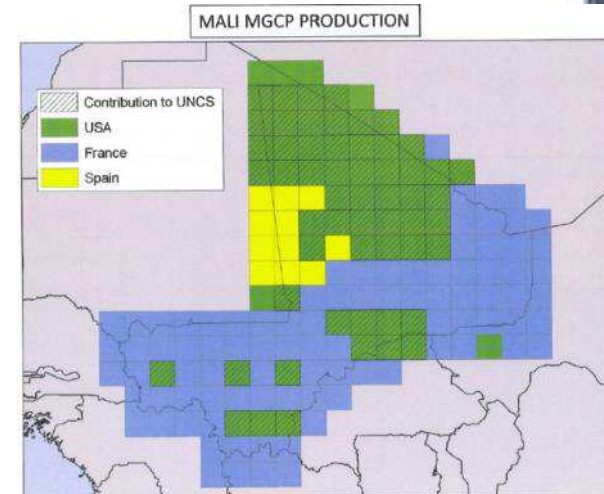 MALI MGCP PRODUCTION
Contribution to UNCS
USA
France
Spain